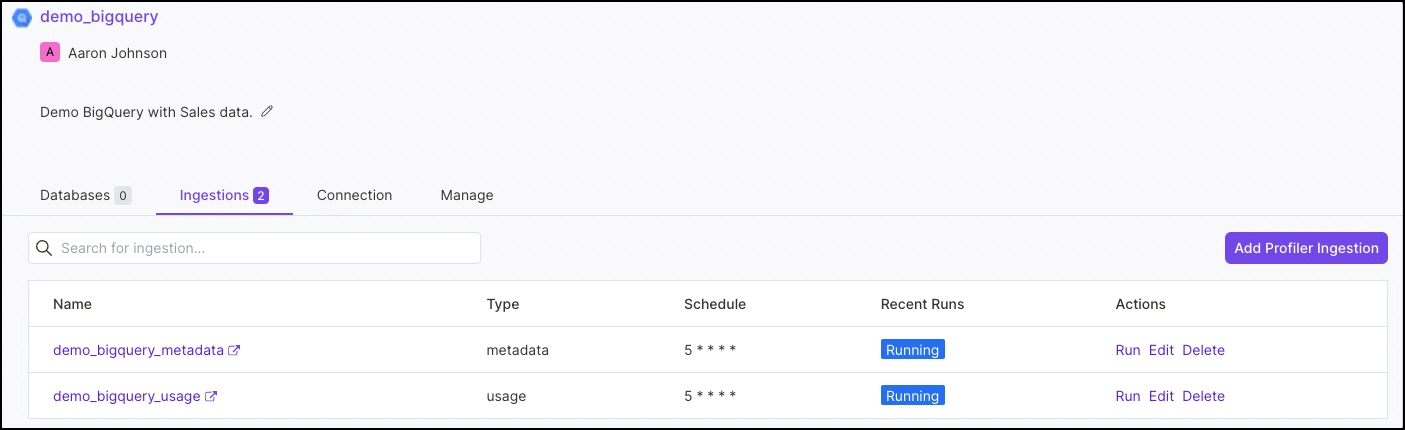 demo_bigquery
A Aaron Johnson
Demo BigQuery with Sales data.
Databases 0 Ingestions 2 Connection Manage
Search for ingestion... Add Profiler Ingestion
Name Type Schedule Recent Runs Actions
demo_bigquery_metadata metadata 5 * * * * Running Run Edit Delete
demo_bigquery_usage usage 5 * * * * Running Run Edit Delete